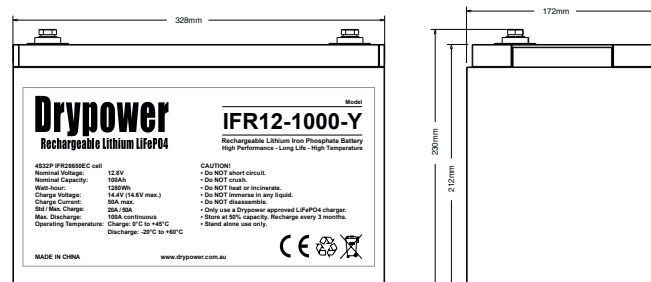 328mm
172mm
230mm
212mm
Drypower
Rechargeable Lithium LiFePO4
Model
IFR12-1000-Y
Rechargeable Lithium Iron Phosphate Battery
High Performance - Long Life - High Temperature
4S32P IFR26650EC cell
Nominal Voltage: 12.8V
Nominal Capacity: 100Ah
Watt-hour: 1280Wh
Charge Voltage: 14.4V (14.6V max.)
Charge Current: 50A max.
Std / Max. Charge: 20A / 50A
Max. Discharge: 100A continuous
Operating Temperature: Charge: 0°C to +45°C
Discharge: -20°C to +60°C
CAUTION!
• Do NOT short circuit.
• Do NOT crush.
• Do NOT heat or incinerate.
• Do NOT immerse in any liquid.
• Do NOT disassemble.
• Only use a Drypower approved LiFePO4 charger.
• Store at 50% capacity. Recharge every 3 months.
• Stand alone use only.
CE
MADE IN CHINA
www.drypower.com.au